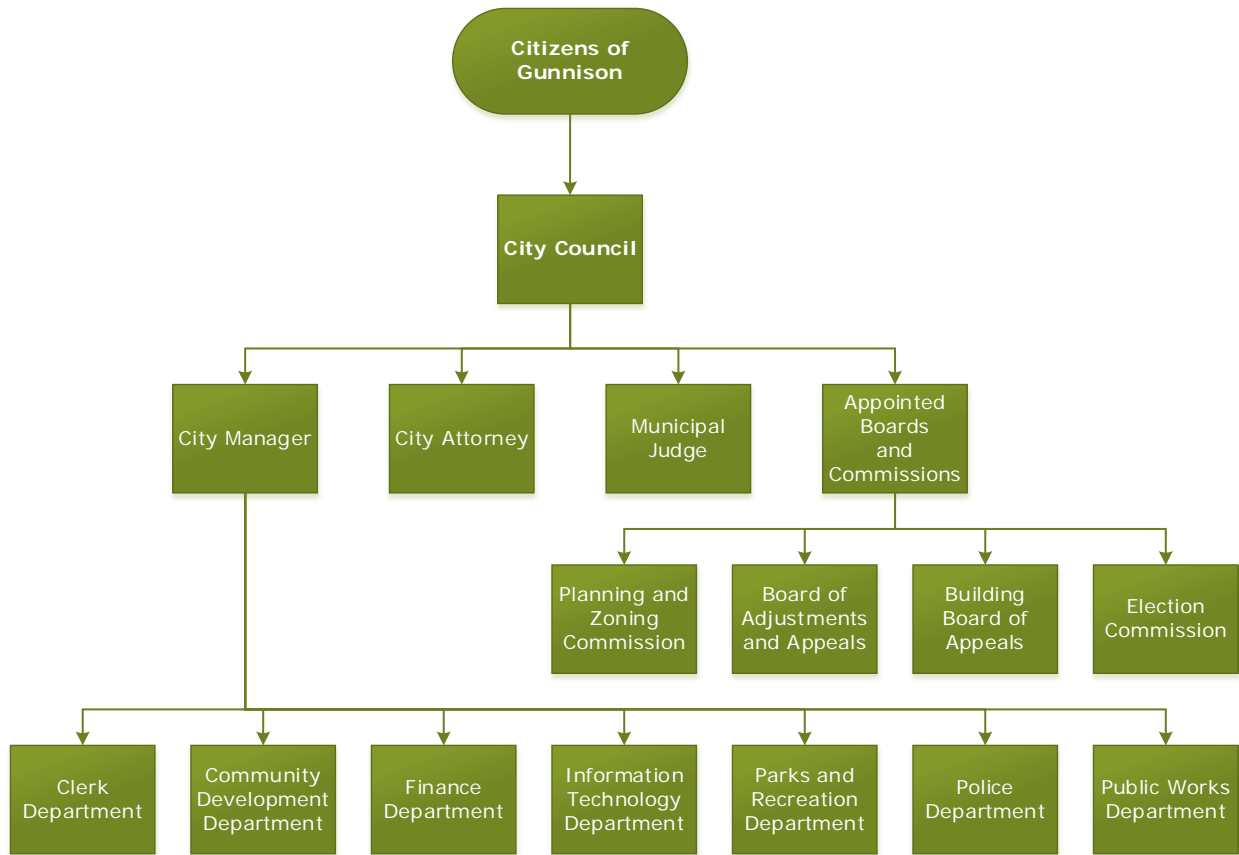 Citizens of
Gunnison
City Council
City Manager
City Attorney
Municipal
Judge
Appointed
Boards
and
Commissions
Planning and
Zoning
Commission
Board of
Adjustments
and Appeals
Building
Board of
Appeals
Election
Commission
Clerk
Department
Community
Development
Department
Finance
Department
Information
Technology
Department
Parks and
Recreation
Department
Police
Department
Public Works
Department